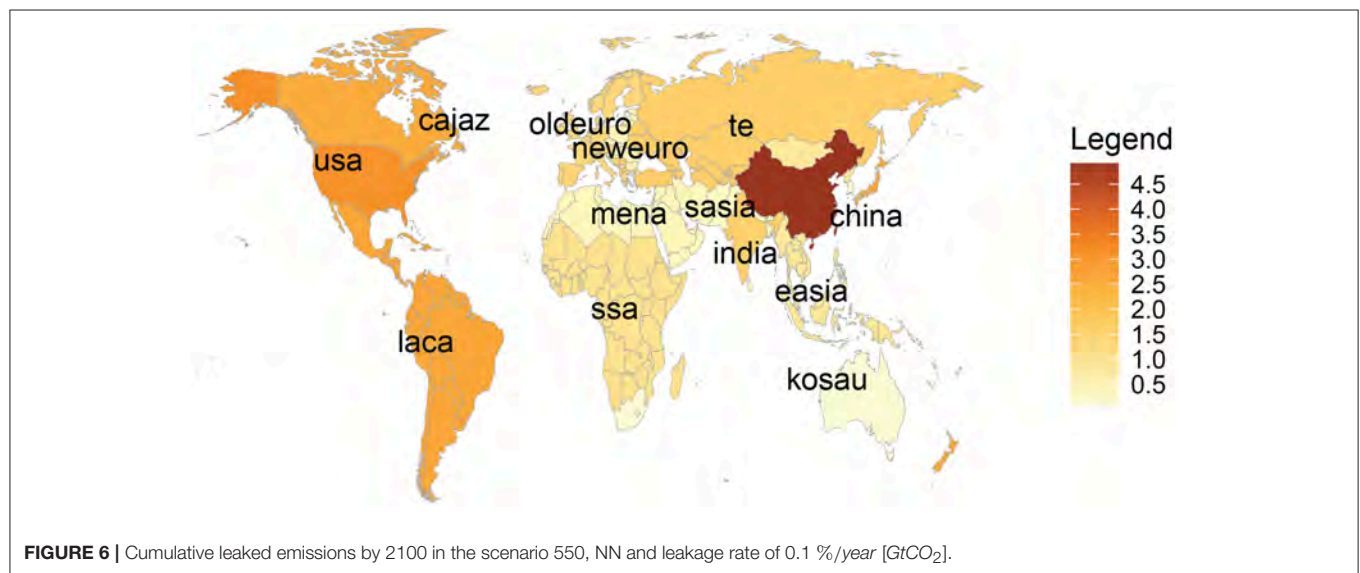 cajaz
oldeuro
te
neweuro
usa
mena
sasia
china
india
easia
ssa
laca
kosau
Legend
4.5
4.0
3.5
3.0
2.5
2.0
1.5
1.0
0.5
FIGURE 6 | Cumulative leaked emissions by 2100 in the scenario 550, NN and leakage rate of 0.1 %/year [GtCO₂].